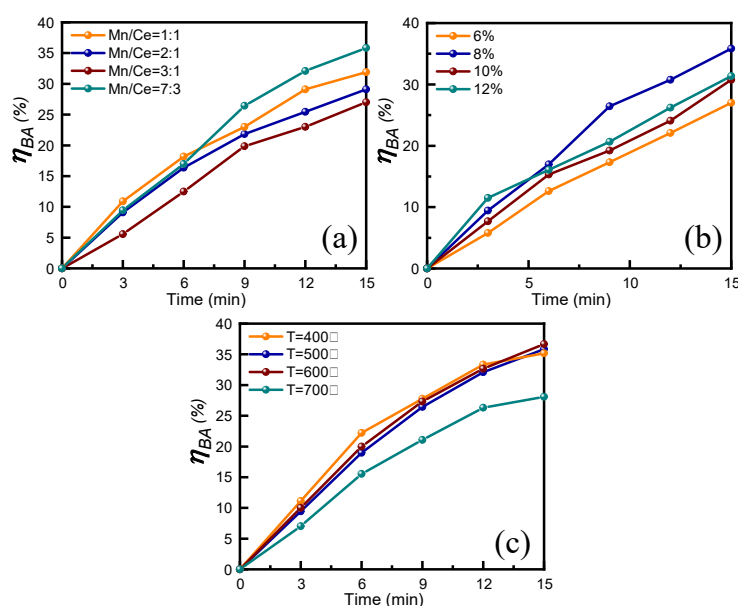 40
35
30
25
20
15
10
5
0
η_BA (%)
Mn/Ce=1:1
Mn/Ce=2:1
Mn/Ce=3:1
Mn/Ce=7:3
(a)
0 3 6 9 12 15
Time (min)
40
30
20
10
0
η_BA (%)
6%
8%
10%
12%
(b)
0 5 10 15
Time (min)
40
35
30
25
20
15
10
5
0
η_BA (%)
T=400□
T=500□
T=600□
T=700□
(c)
0 3 6 9 12 15
Time (min)